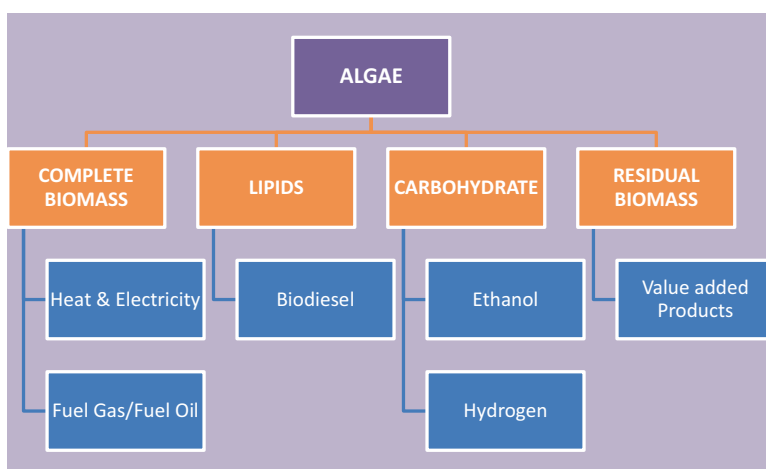 ALGAE
COMPLETE
BIOMASS
LIPIDS
CARBOHYDRATE
RESIDUAL
BIOMASS
Heat & Electricity
Biodiesel
Ethanol
Value added
Products
Fuel Gas/Fuel Oil
Hydrogen